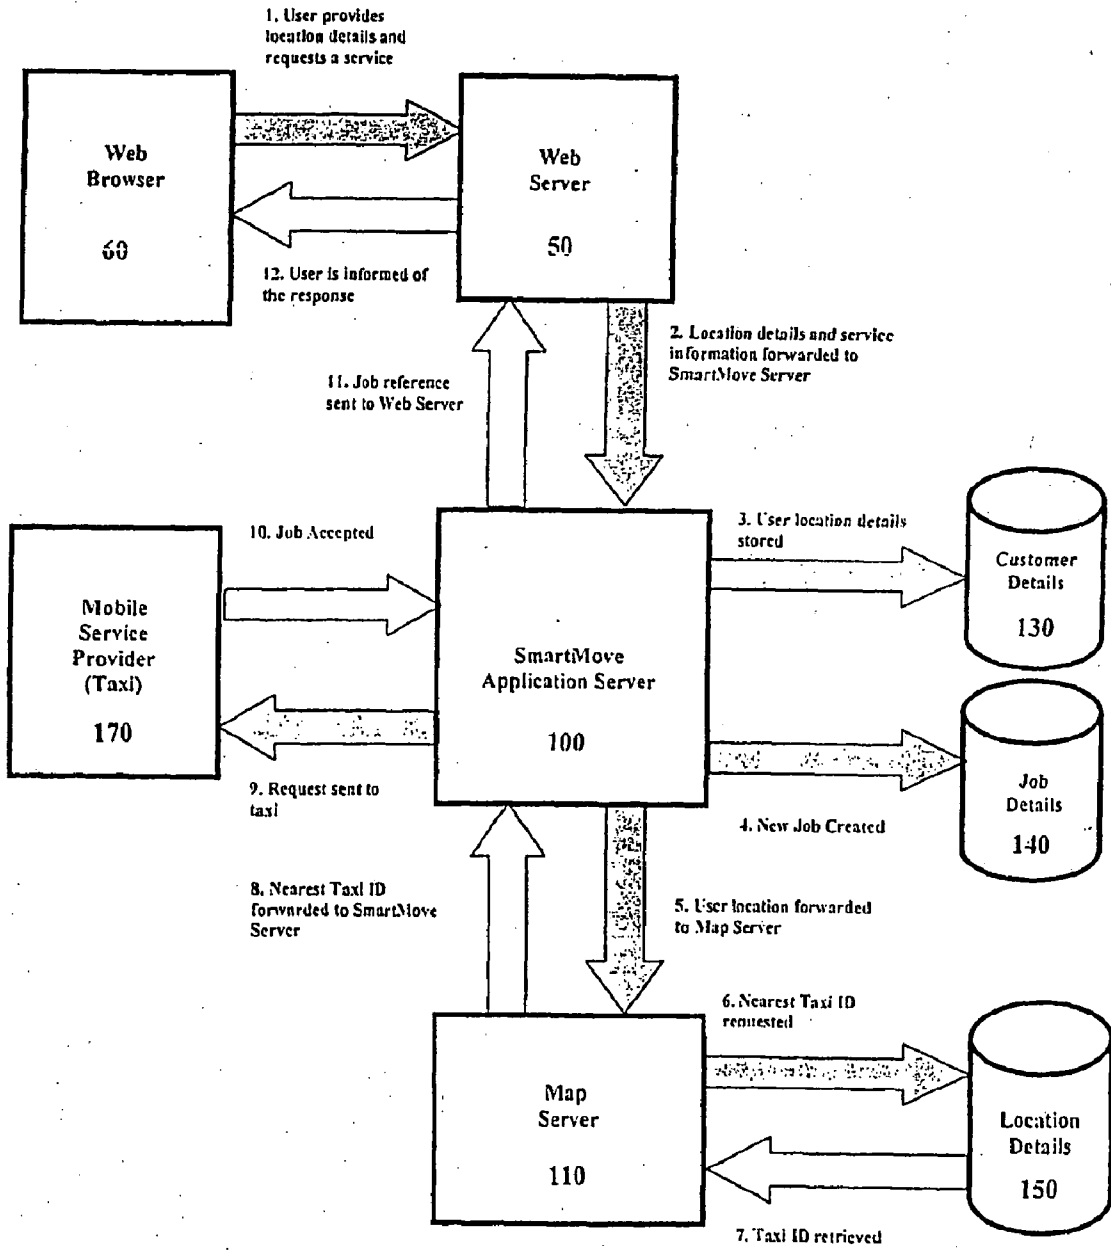 1. User provides
location details and
requests a service
Web
Browser
60
Web
Server
50
12. User is informed of
the response
2. Location details and service
information forwarded to
SmartMove Server
11. Job reference
sent to Web Server
10. Job Accepted
3. User location details
stored
Customer
Details
130
Mobile
Service
Provider
(Taxi)
170
SmartMove
Application Server
100
9. Request sent to
taxi
4. New Job Created
Job
Details
140
8. Nearest Taxi ID
forwarded to SmartMove
Server
5. User location forwarded
to Map Server
6. Nearest Taxi ID
requested
Map
Server
110
Location
Details
150
7. Taxi ID retrieved